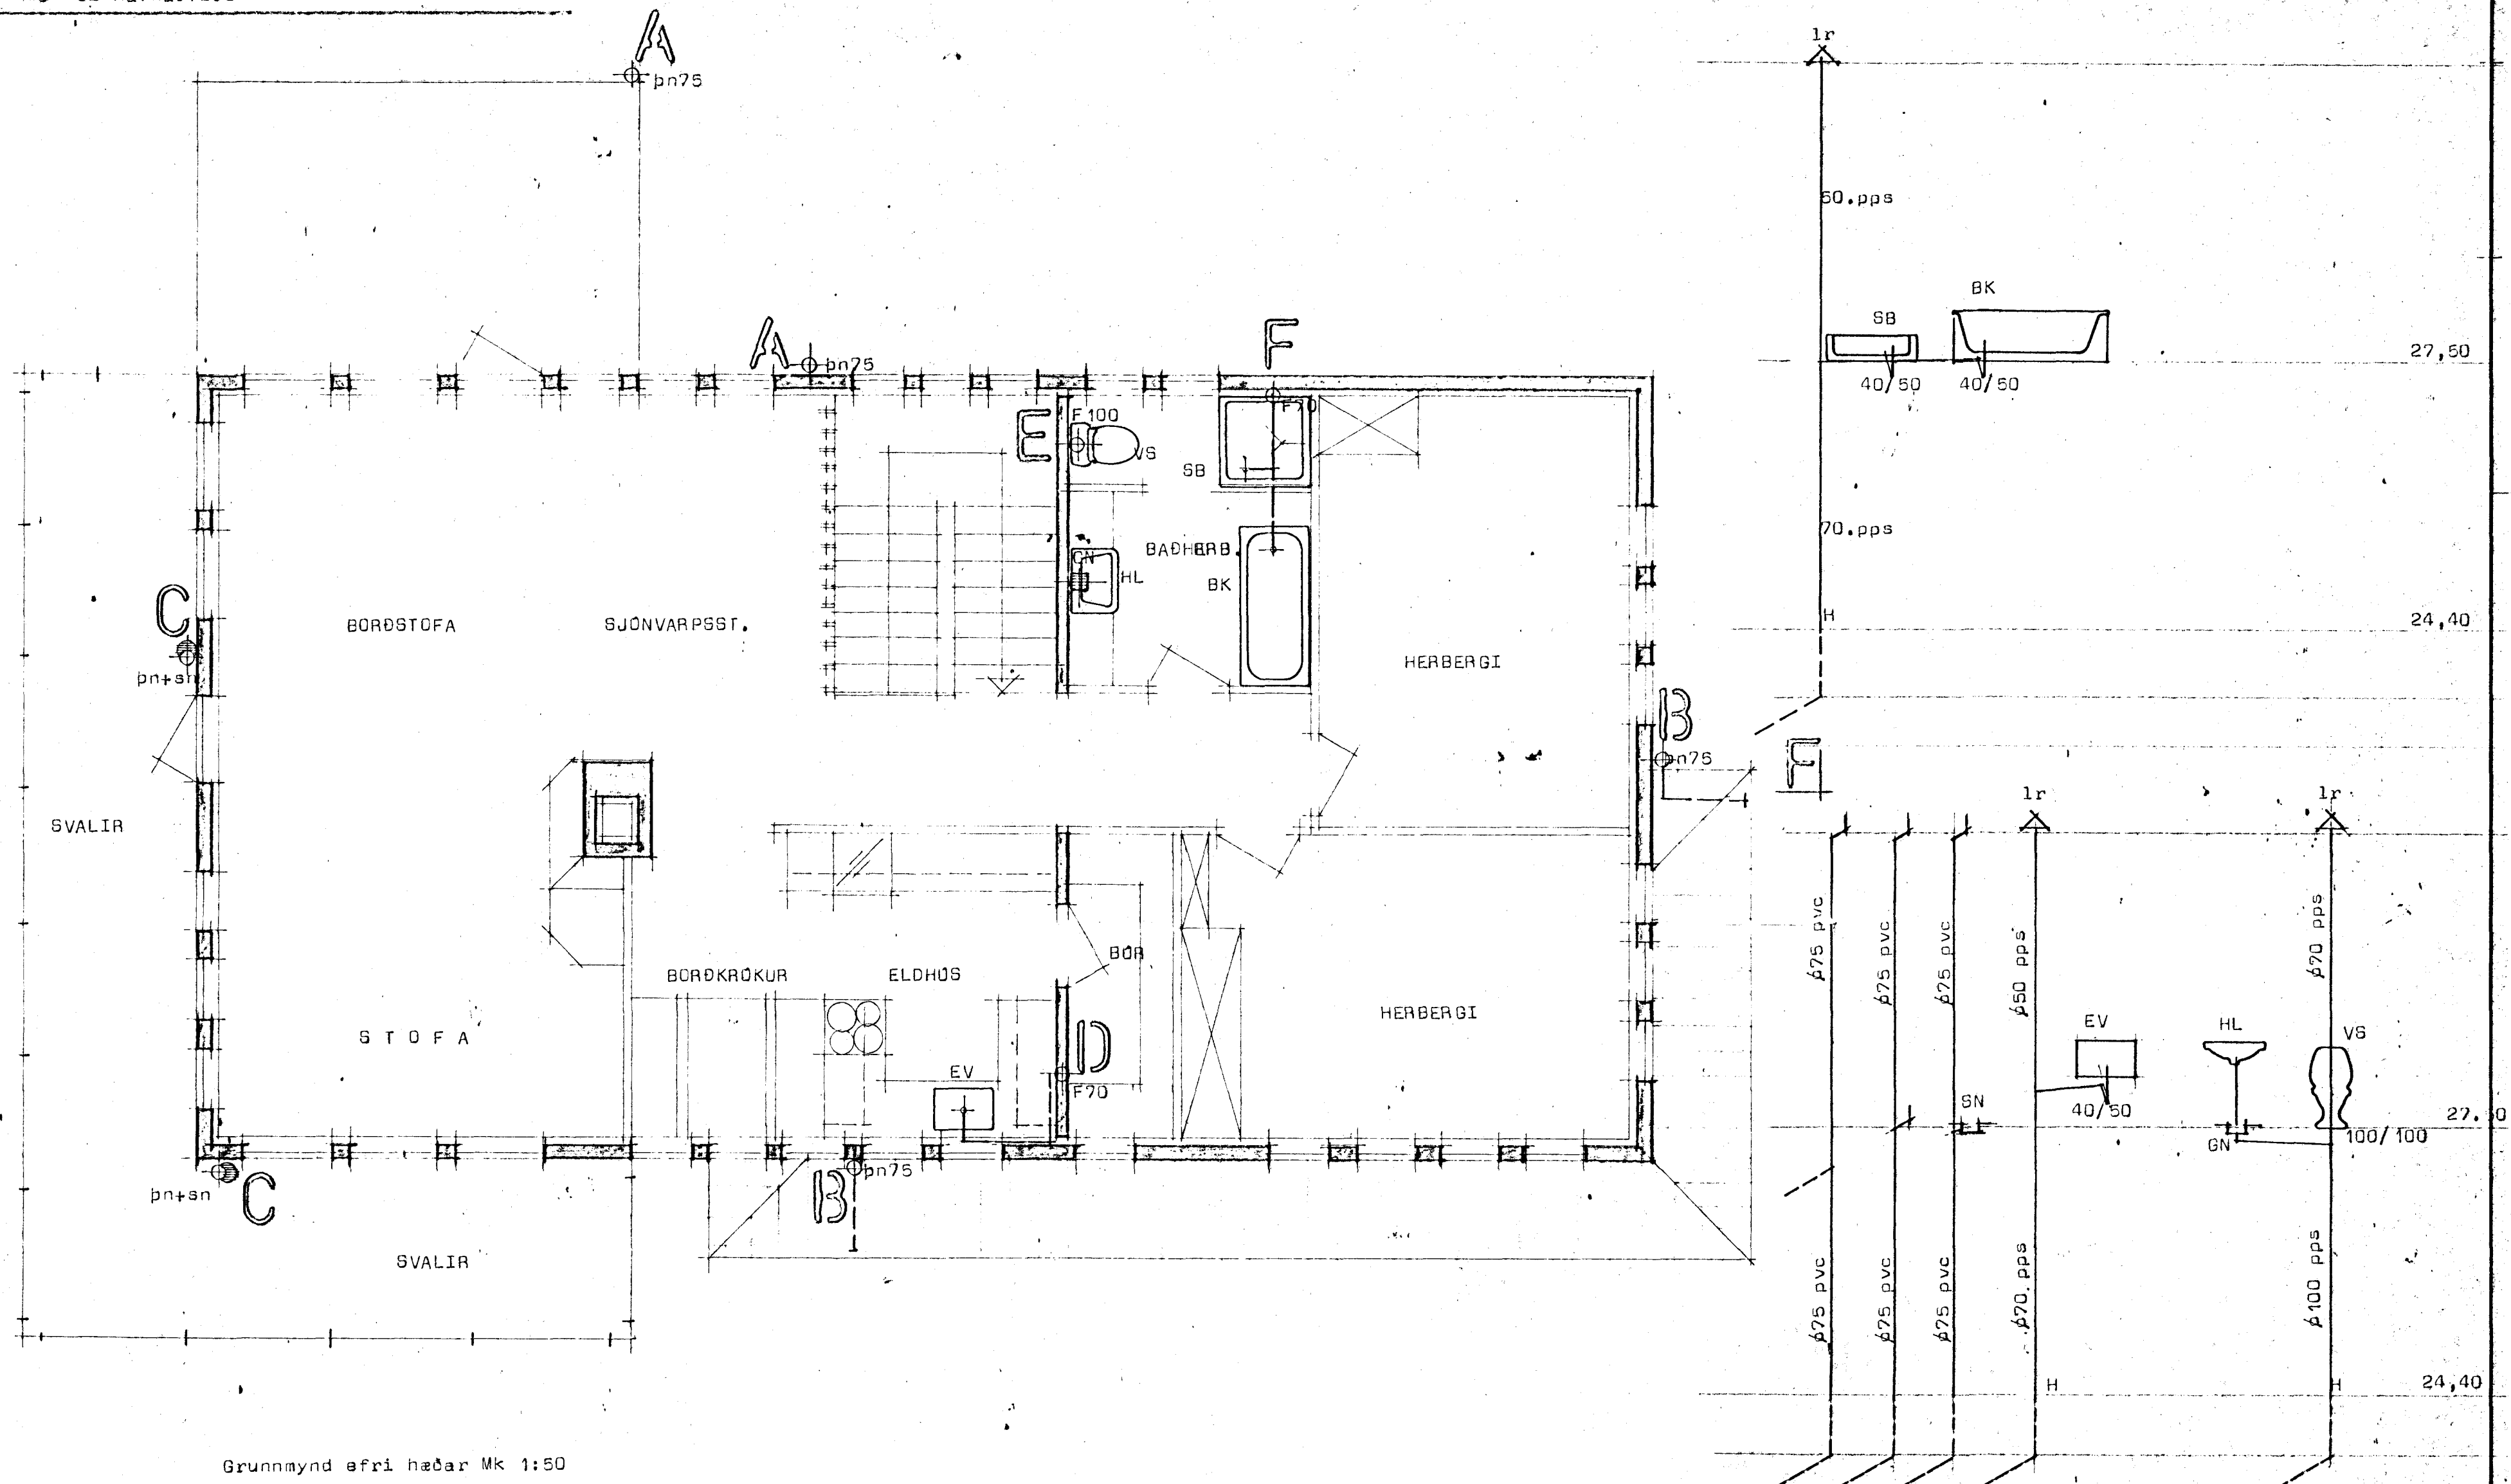 A
þn75
A
þn75
F
F70
E
F100
VS
SB
GN
HL
BAÐHERB.
BK
C
þn+sn
BORÐSTOFA
SJÓNVARPSST.
HERBERGI
B
þn75
SVALIR
BÚR
BORÐKRÓKUR
ELDHÚS
STOFA
HERBERGI
D
F70
EV
þn+sn
C
B
þn75
SVALIR
Grunnmynd efri hæðar Mk 1:50
lr
50.pps
BK
SB
40/50
40/50
27,50
70.pps
H
24,40
F
lr
lr
ø75 pvc
ø75 pvc
ø75 pvc
ø50 pps
ø70 pps
EV
HL
VS
SN
40/50
GN
100/100
ø75 pvc
ø75 pvc
ø75 pvc
ø70.pps
ø100 pps
H
H
24,40